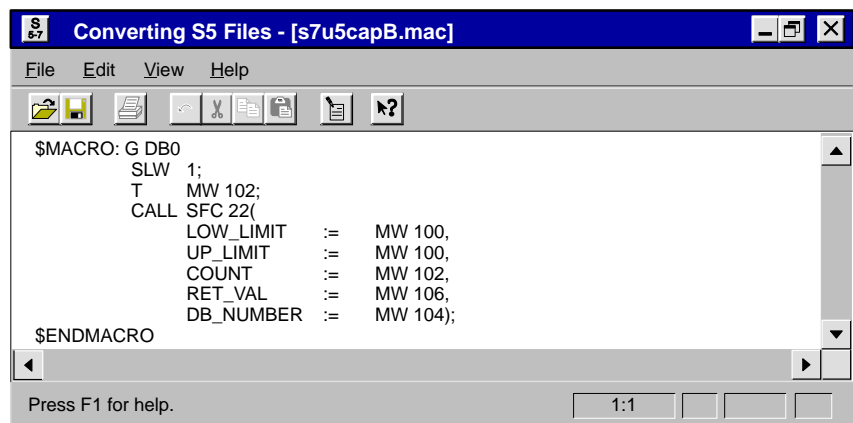 S
5-7
Converting S5 Files - [s7u5capB.mac]
File Edit View Help
$MACRO: G DB0
SLW 1;
T MW 102;
CALL SFC 22(
LOW_LIMIT := MW 100,
UP_LIMIT := MW 100,
COUNT := MW 102,
RET_VAL := MW 106,
DB_NUMBER := MW 104);
$ENDMACRO
Press F1 for help. 1:1